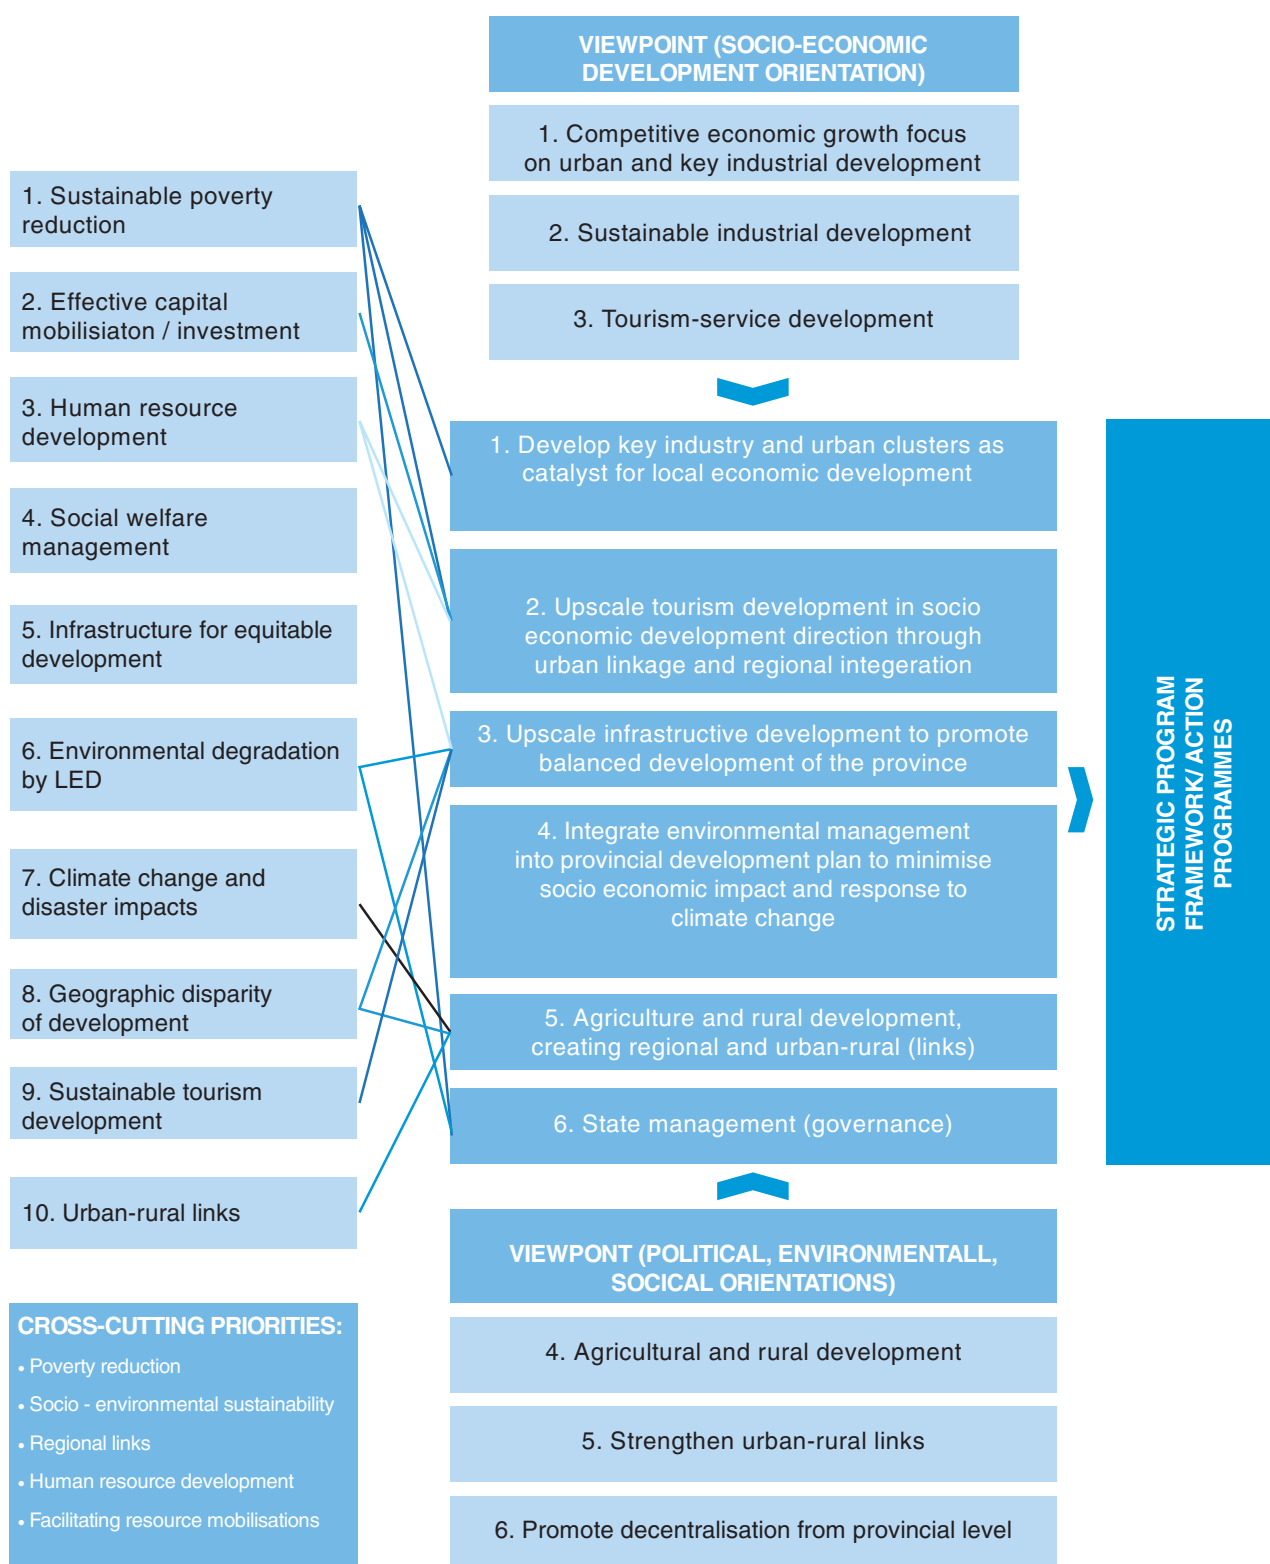 VIEWPOINT (SOCIO-ECONOMIC
DEVELOPMENT ORIENTATION)
1. Competitive economic growth focus
on urban and key industrial development
2. Sustainable industrial development
3. Tourism-service development
1. Sustainable poverty
reduction
2. Effective capital
mobilisiaton / investment
3. Human resource
development
4. Social welfare
management
5. Infrastructure for equitable
development
6. Environmental degradation
by LED
7. Climate change and
disaster impacts
8. Geographic disparity
of development
9. Sustainable tourism
development
10. Urban-rural links
1. Develop key industry and urban clusters as
catalyst for local economic development
2. Upscale tourism development in socio
economic development direction through
urban linkage and regional integeration
3. Upscale infrastructive development to promote
balanced development of the province
4. Integrate environmental management
into provincial development plan to minimise
socio economic impact and response to
climate change
5. Agriculture and rural development,
creating regional and urban-rural (links)
6. State management (governance)
STRATEGIC PROGRAM
FRAMEWORK/ ACTION
PROGRAMMES
VIEWPONT (POLITICAL, ENVIRONMENTALL,
SOCICAL ORIENTATIONS)
4. Agricultural and rural development
5. Strengthen urban-rural links
6. Promote decentralisation from provincial level
CROSS-CUTTING PRIORITIES:
• Poverty reduction
• Socio - environmental sustainability
• Regional links
• Human resource development
• Facilitating resource mobilisations